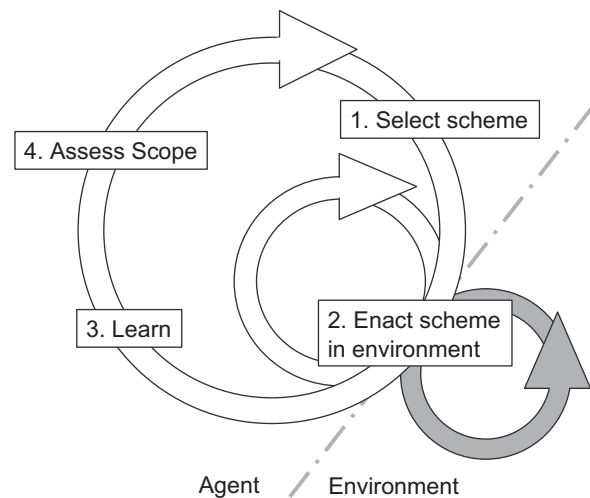 1. Select scheme
4. Assess Scope
3. Learn
2. Enact scheme
in environment
Agent
Environment